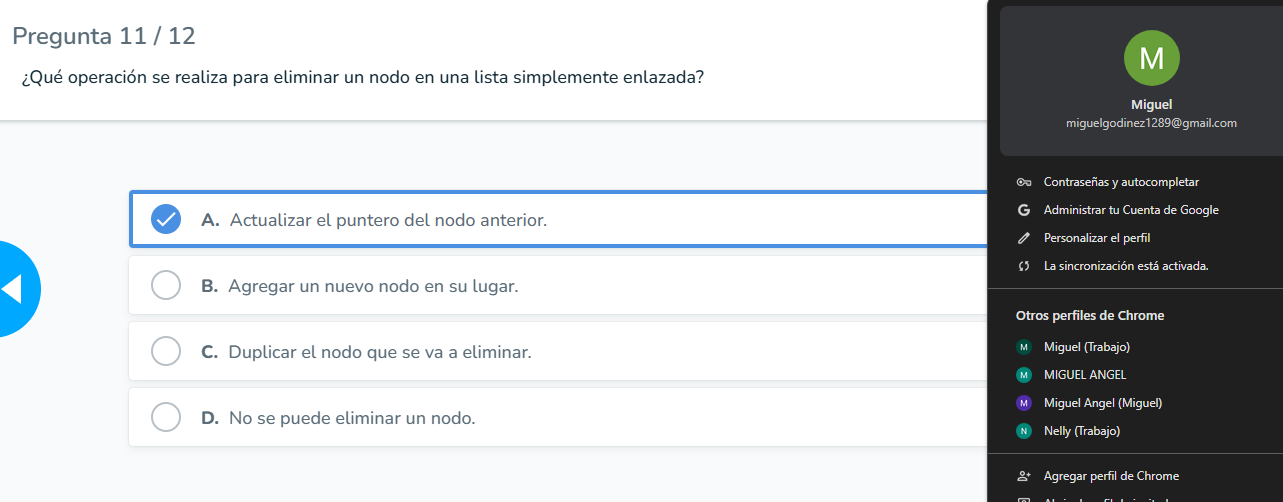 Pregunta 11 / 12
¿Qué operación se realiza para eliminar un nodo en una lista simplemente enlazada?
A. Actualizar el puntero del nodo anterior.
B. Agregar un nuevo nodo en su lugar.
C. Duplicar el nodo que se va a eliminar.
D. No se puede eliminar un nodo.
M
Miguel
miguelgodinez1289@gmail.com
Contraseñas y autocompletar
G Administrar tu Cuenta de Google
Personalizar el perfil
La sincronización está activada.
Otros perfiles de Chrome
M Miguel (Trabajo)
M MIGUEL ANGEL
M Miguel Angel (Miguel)
N Nelly (Trabajo)
Agregar perfil de Chrome